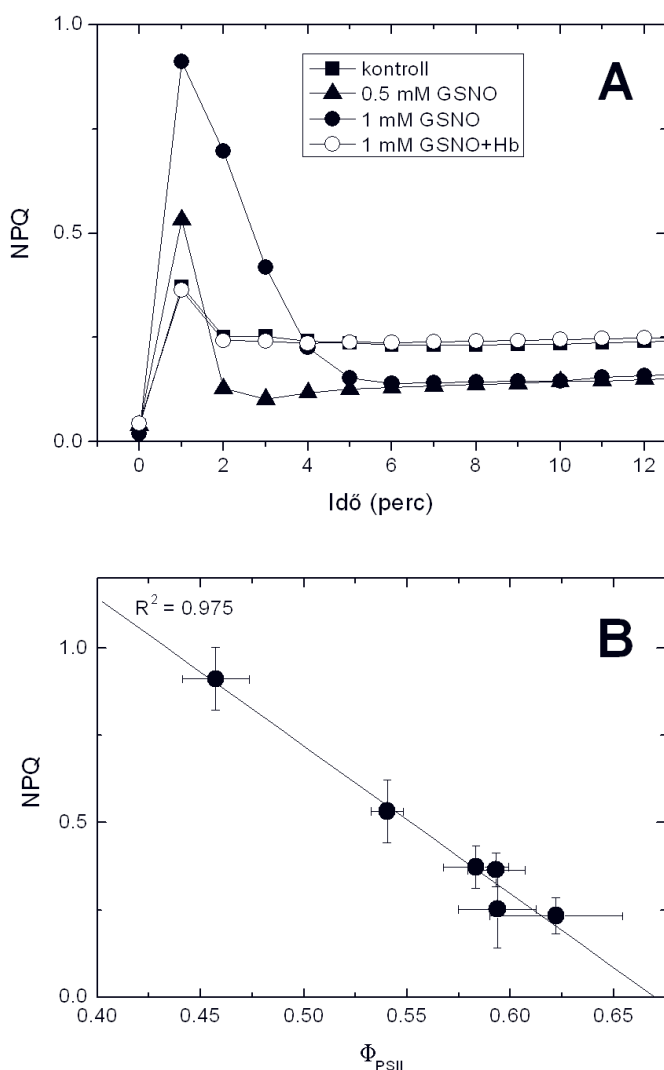 1.0
A
kontroll
0.5 mM GSNO
1 mM GSNO
1 mM GSNO+Hb
NPQ
0.5
0.0
0 2 4 6 8 10 12
Idő (perc)
R² = 0.975
B
1.0
NPQ
0.5
0.0
0.40 0.45 0.50 0.55 0.60 0.65
Φ_PSII